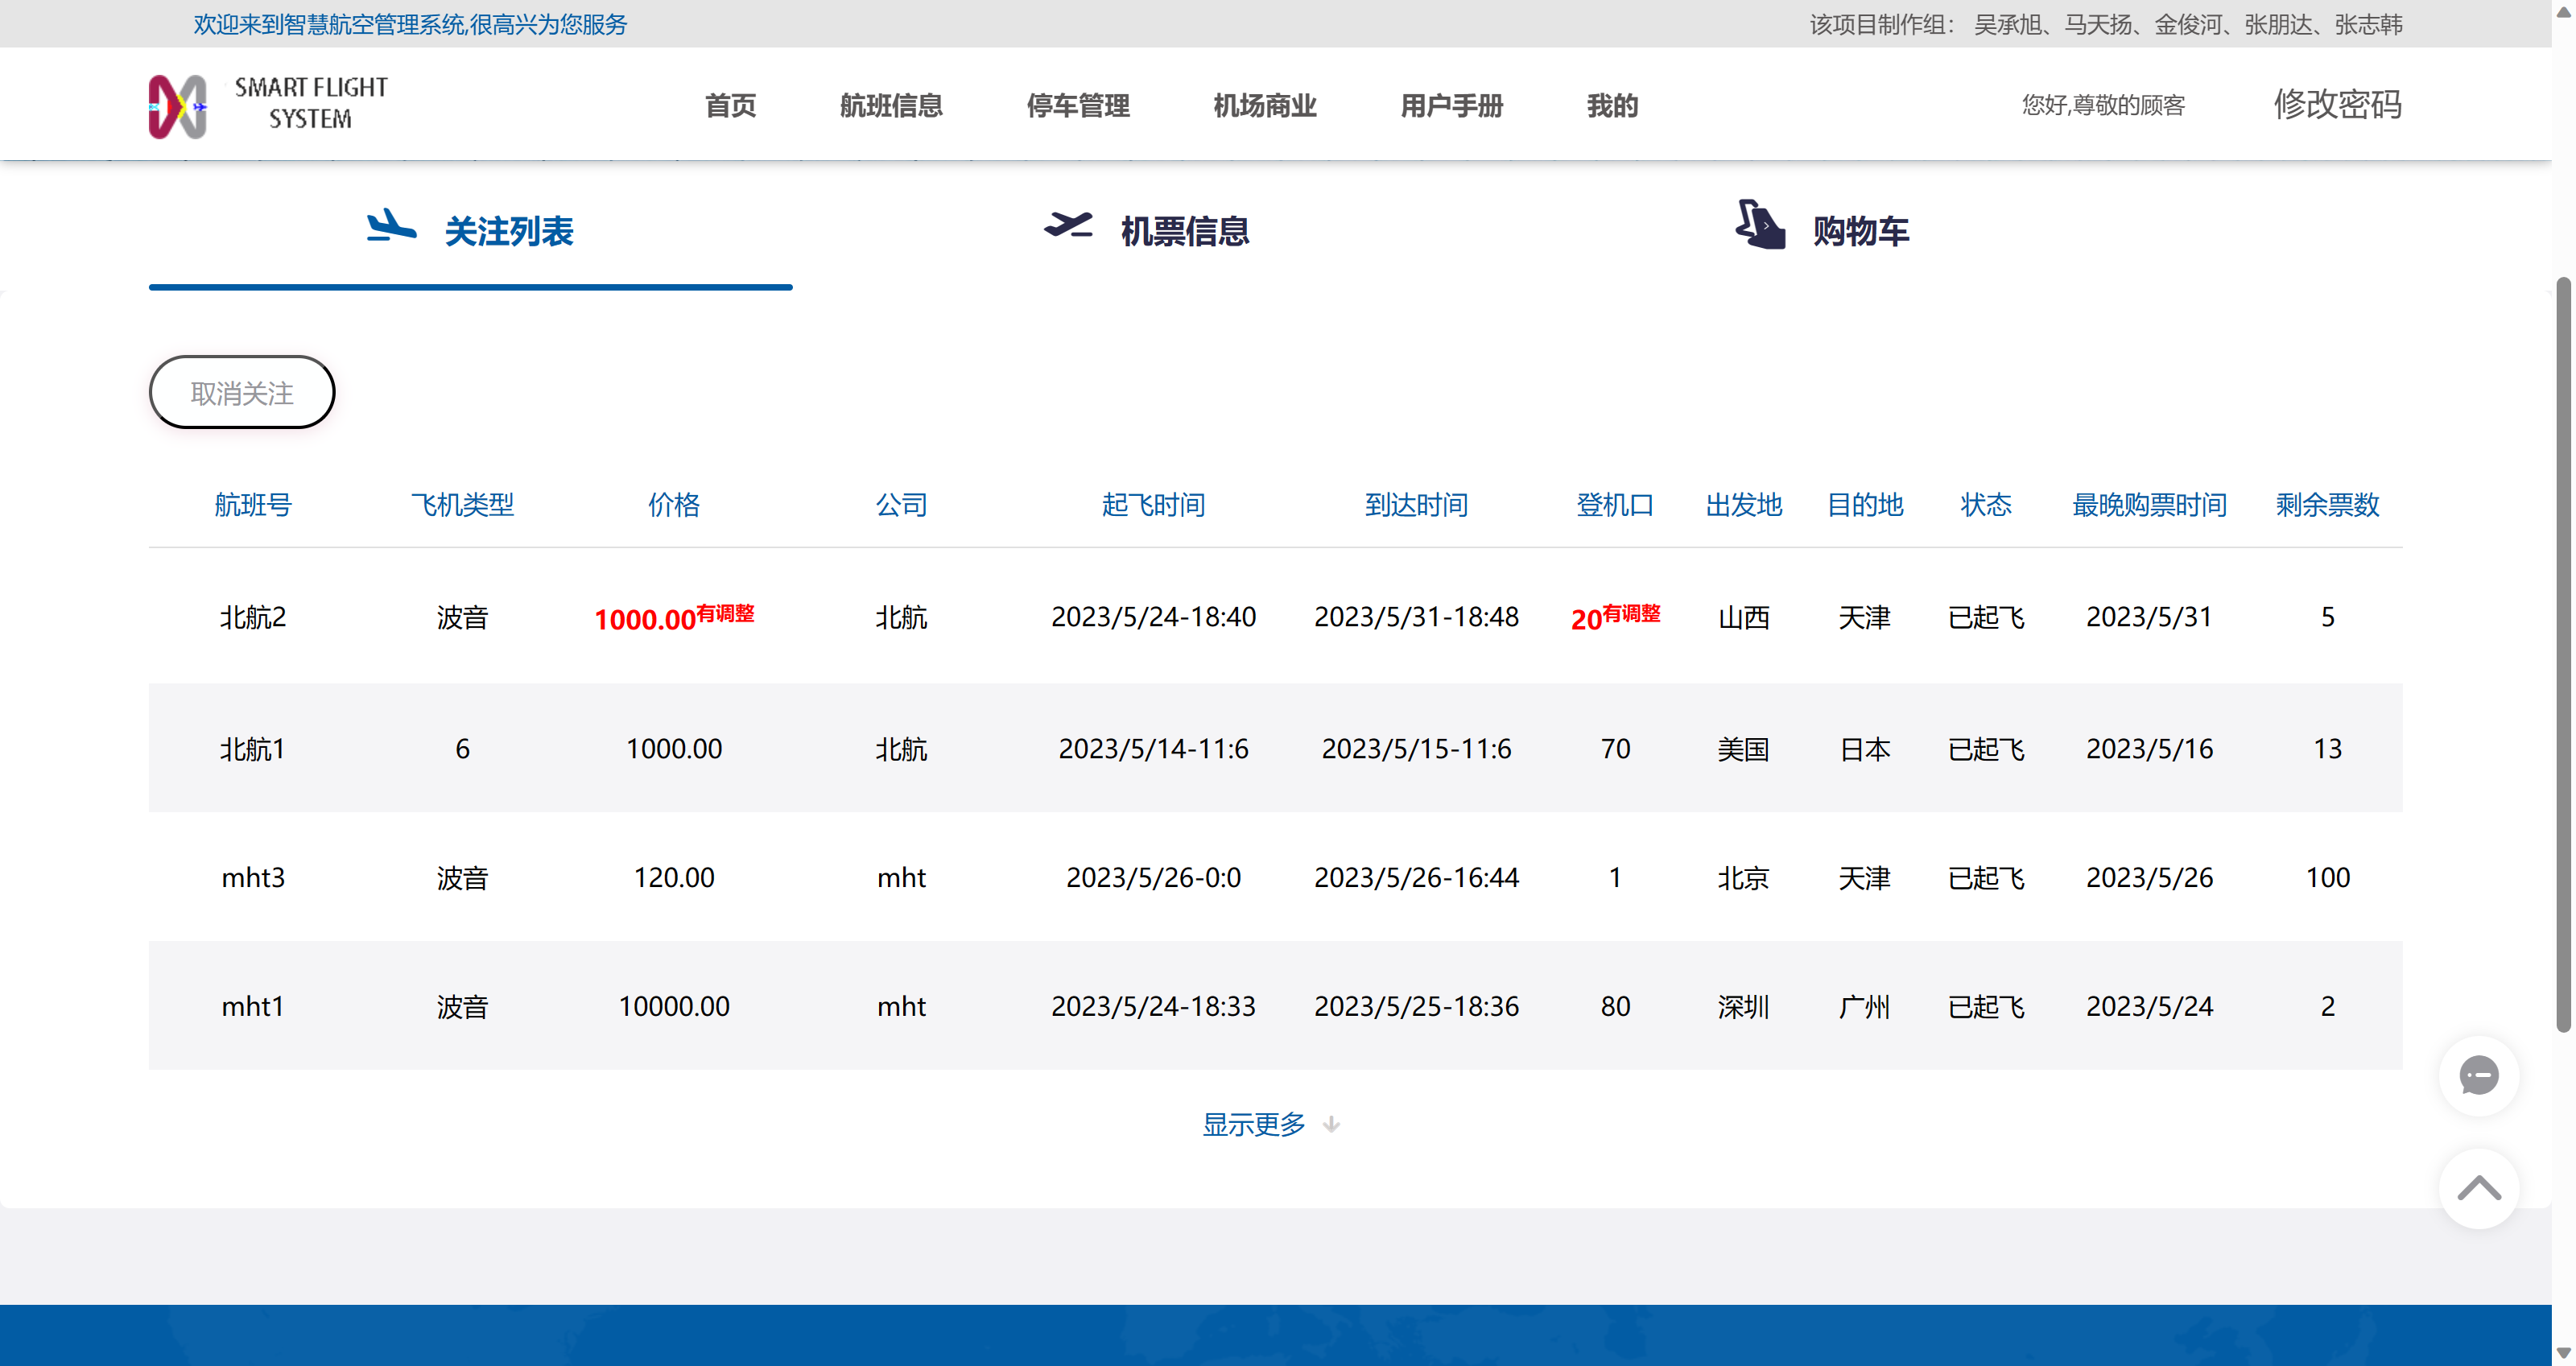 欢迎来到智慧航空管理系统,很高兴为您服务 该项目制作组： 吴承旭、马天扬、金俊河、张朋达、张志韩
SMART FLIGHT
SYSTEM
首页 航班信息 停车管理 机场商业 用户手册 我的 您好,尊敬的顾客 修改密码
关注列表 机票信息 购物车
取消关注
航班号 飞机类型 价格 公司 起飞时间 到达时间 登机口 出发地 目的地 状态 最晚购票时间 剩余票数
北航2 波音 1000.00有调整 北航 2023/5/24-18:40 2023/5/31-18:48 20有调整 山西 天津 已起飞 2023/5/31 5
北航1 6 1000.00 北航 2023/5/14-11:6 2023/5/15-11:6 70 美国 日本 已起飞 2023/5/16 13
mht3 波音 120.00 mht 2023/5/26-0:0 2023/5/26-16:44 1 北京 天津 已起飞 2023/5/26 100
mht1 波音 10000.00 mht 2023/5/24-18:33 2023/5/25-18:36 80 深圳 广州 已起飞 2023/5/24 2
显示更多